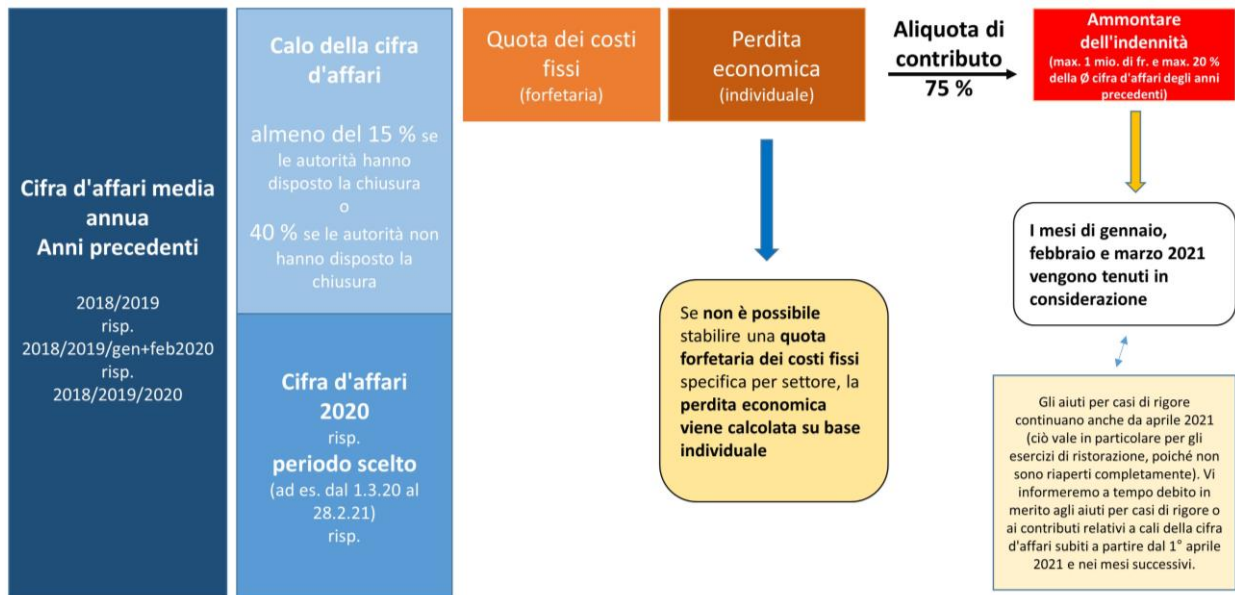 Cifra d'affari media
annua
Anni precedenti
2018/2019
risp.
2018/2019/gen+feb2020
risp.
2018/2019/2020
Calo della cifra
d'affari
almeno del 15 % se
le autorità hanno
disposto la chiusura
o
40 % se le autorità non
hanno disposto la
chiusura
Cifra d'affari
2020
risp.
periodo scelto
(ad es. dal 1.3.20 al
28.2.21)
risp.
Quota dei costi
fissi
(forfetaria)
Perdita
economica
(individuale)
Se non è possibile
stabilire una quota
forfetaria dei costi fissi
specifica per settore, la
perdita economica
viene calcolata su base
individuale
Aliquota di
contributo
75 %
Ammontare
dell'indennità
(max. 1 mio. di fr. e max. 20 %
della Ø cifra d'affari degli anni
precedenti)
I mesi di gennaio,
febbraio e marzo 2021
vengono tenuti in
considerazione
Gli aiuti per casi di rigore
continuano anche da aprile 2021
(ciò vale in particolare per gli
esercizi di ristorazione, poiché non
sono riaperti completamente). Vi
informeremo a tempo debito in
merito agli aiuti per casi di rigore o
ai contributi relativi a cali della cifra
d'affari subiti a partire dal 1° aprile
2021 e nei mesi successivi.